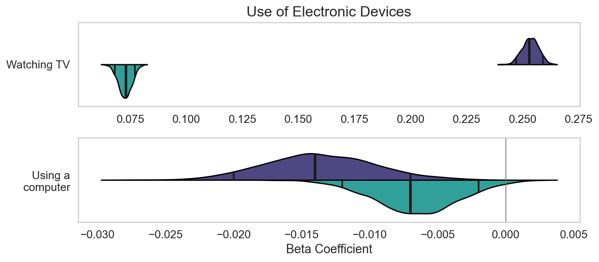 Use of Electronic Devices
Watching TV
0.075 0.100 0.125 0.150 0.175 0.200 0.225 0.250 0.275
Using a
computer
−0.030 −0.025 −0.020 −0.015 −0.010 −0.005 0.000 0.005
Beta Coefficient